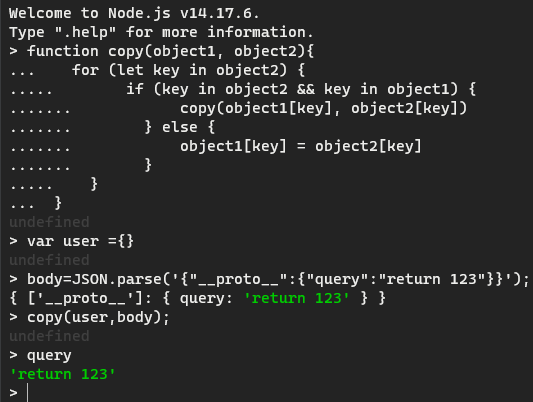 Welcome to Node.js v14.17.6.
Type ".help" for more information.
> function copy(object1, object2){
...     for (let key in object2) {
.....         if (key in object2 && key in object1) {
.......             copy(object1[key], object2[key])
.......         } else {
.......             object1[key] = object2[key]
.......         }
.....     }
...  }
undefined
> var user ={}
undefined
> body=JSON.parse('{"__proto__":{"query":"return 123"}}');
{ ['__proto__']: { query: 'return 123' } }
> copy(user,body);
undefined
> query
'return 123'
>